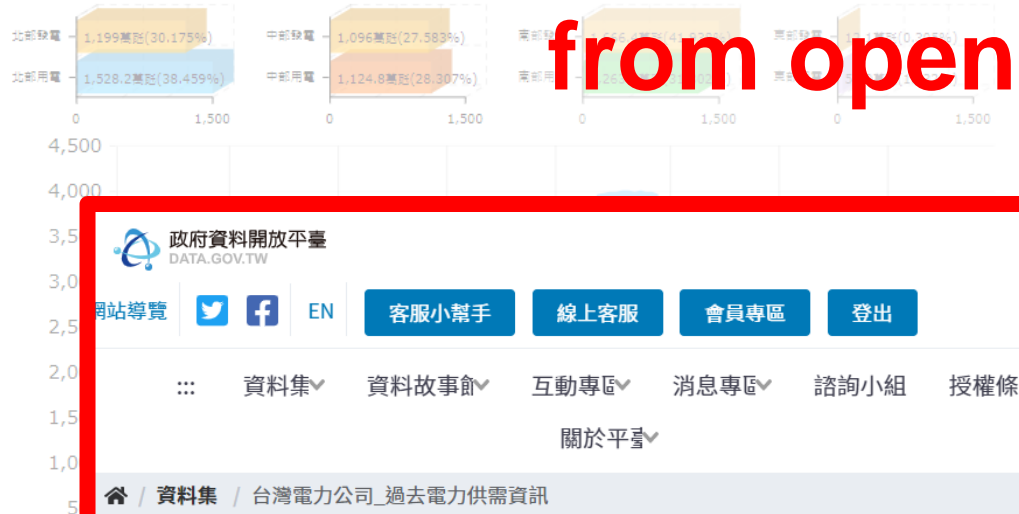 from open
北部發電 1,199萬瓩(30.175%) 中部發電 1,096萬瓩(27.583%)
北部用電 1,528.2萬瓩(38.459%) 中部用電 1,124.8萬瓩(28.307%)
0 1,500 0 1,500 0 1,500 0 1,500
4,500
4,000
政府資料開放平臺
DATA.GOV.TW
網站導覽 EN 客服小幫手 線上客服 會員專區 登出
::: 資料集 資料故事館 互動專區 消息專區 諮詢小組 授權條
關於平臺
/ 資料集 / 台灣電力公司_過去電力供需資訊